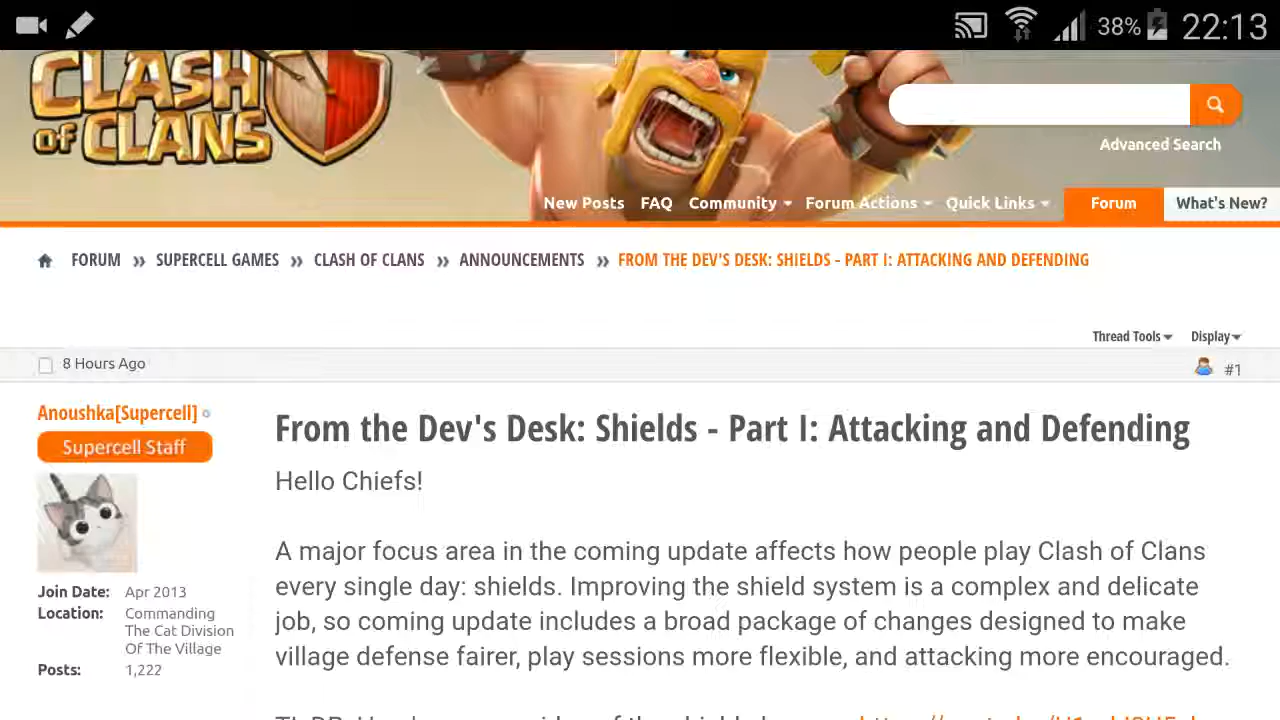 38% 22:13
CLASH
OF CLANS
Advanced Search
New Posts FAQ Community Forum Actions Quick Links Forum What's New?
FORUM » SUPERCELL GAMES » CLASH OF CLANS » ANNOUNCEMENTS » FROM THE DEV'S DESK: SHIELDS - PART I: ATTACKING AND DEFENDING
Thread Tools Display
8 Hours Ago #1
Anoushka[Supercell]
Supercell Staff
Join Date: Apr 2013
Location: Commanding
The Cat Division
Of The Village
Posts: 1,222
From the Dev's Desk: Shields - Part I: Attacking and Defending
Hello Chiefs!
A major focus area in the coming update affects how people play Clash of Clans
every single day: shields. Improving the shield system is a complex and delicate
job, so coming update includes a broad package of changes designed to make
village defense fairer, play sessions more flexible, and attacking more encouraged.